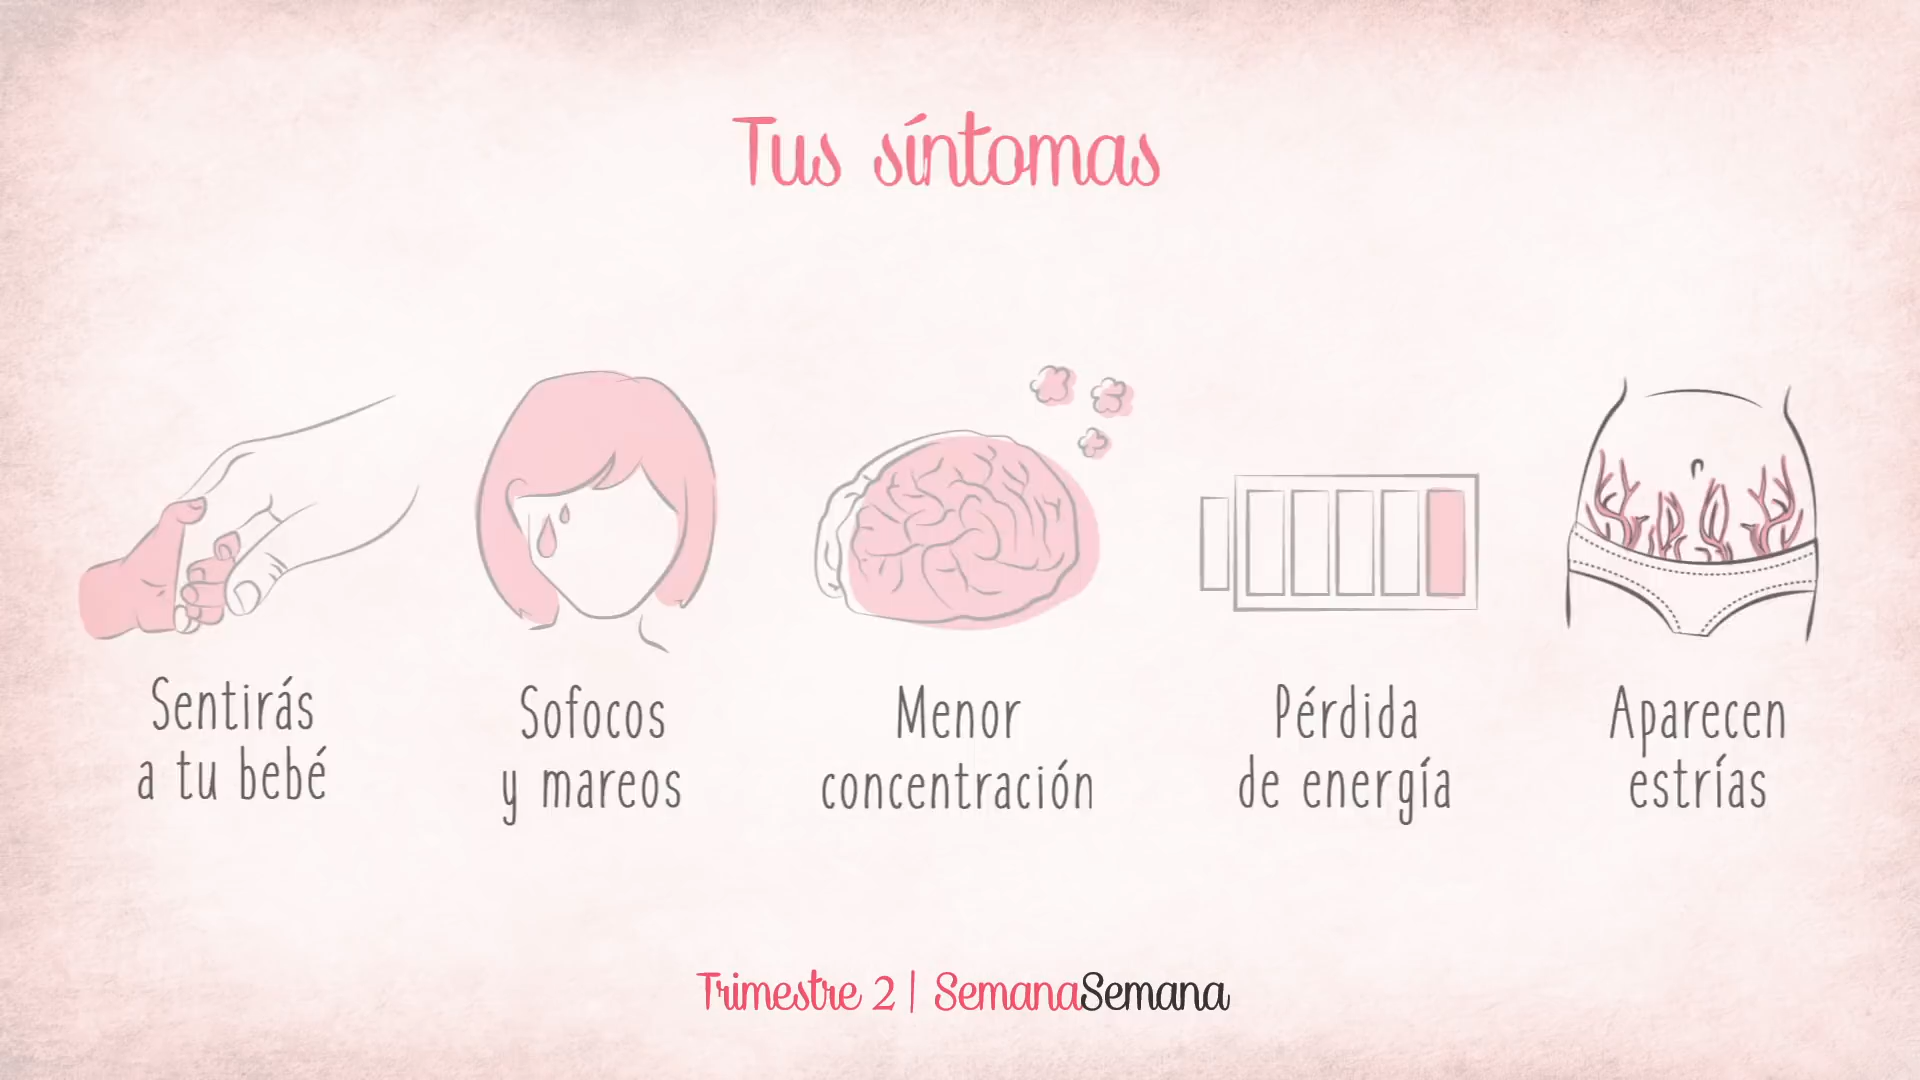 Tus síntomas
Sentirás
a tu bebé
Sofocos
y mareos
Menor
concentración
Pérdida
de energía
Aparecen
estrías
Trimestre 2 | SemanaSemana